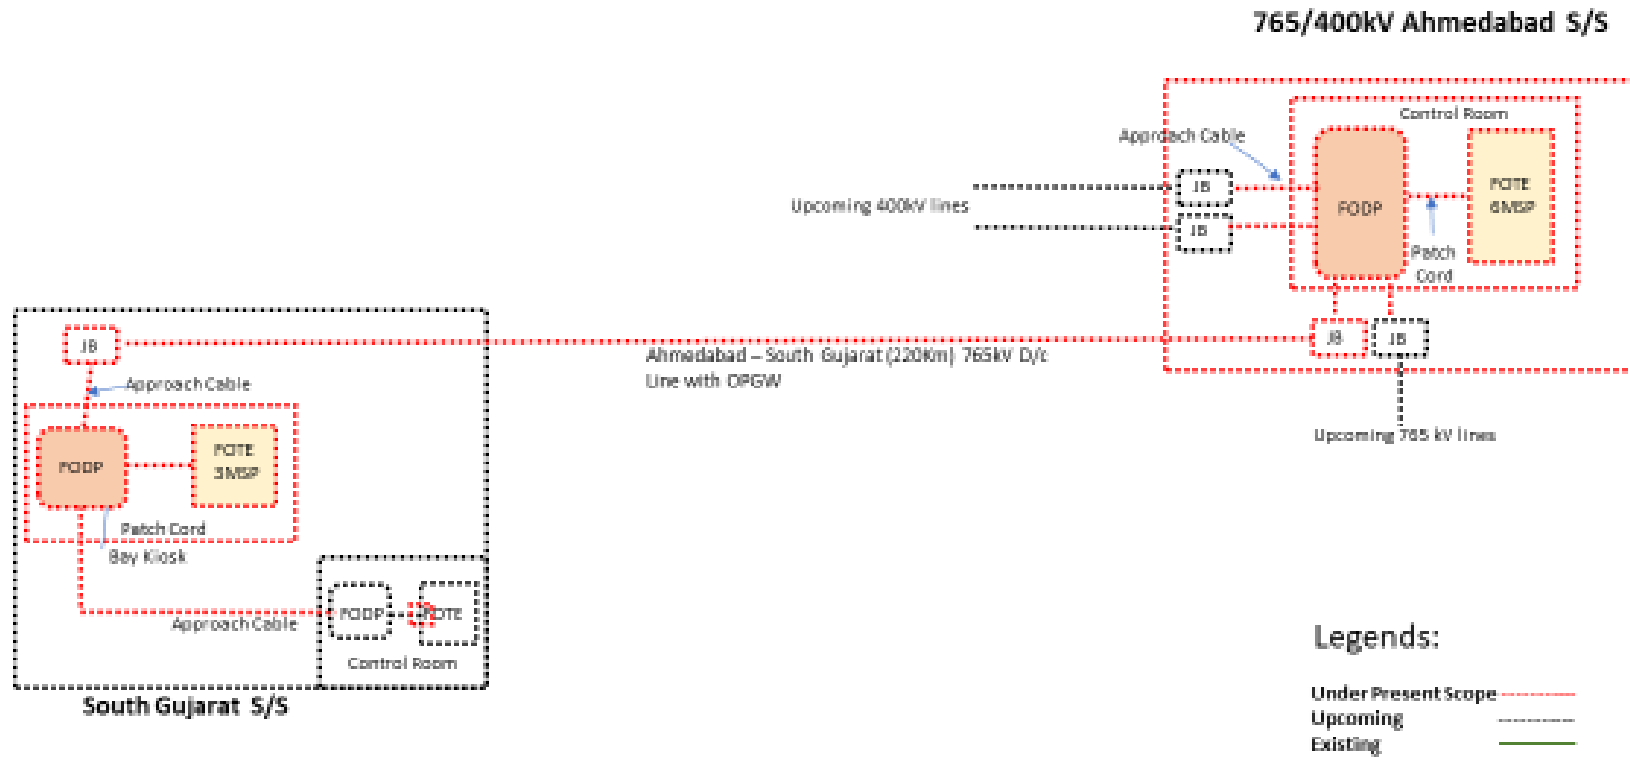 765/400kV Ahmedabad S/S
Control Room
Approach Cable
JB
FODP
FOTE
6MSP
Upcoming 400kV lines
JB
Patch
Cord
JB
JB
JB
Ahmedabad – South Gujarat (220Km) 765kV D/c
Line with OPGW
Approach Cable
Upcoming 765 kV lines
FODP
FOTE
3MSP
Patch Cord
Bay Kiosk
FODP
FOTE
Approach Cable
Control Room
South Gujarat S/S
Legends:
Under Present Scope
Upcoming
Existing